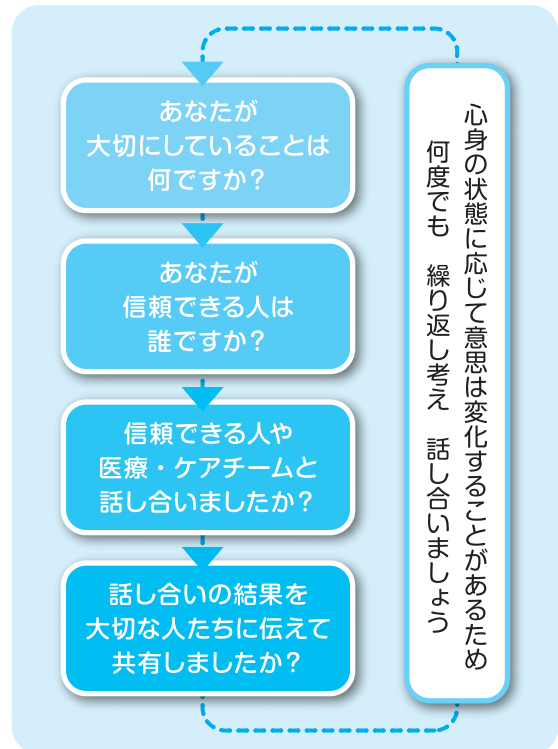 あなたが
大切にしていることは
何ですか？
あなたが
信頼できる人は
誰ですか？
信頼できる人や
医療・ケアチームと
話し合いましたか？
話し合いの結果を
大切な人たちに伝えて
共有しましたか？
心身の状態に応じて意思は変化することがあるため
何度でも　繰り返し考え　話し合いましょう